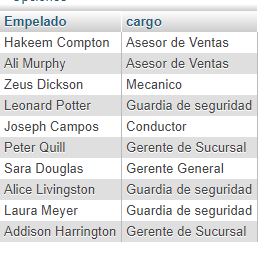 Empelado cargo
Hakeem Compton Asesor de Ventas
Ali Murphy Asesor de Ventas
Zeus Dickson Mecanico
Leonard Potter Guardia de seguridad
Joseph Campos Conductor
Peter Quill Gerente de Sucursal
Sara Douglas Gerente General
Alice Livingston Guardia de seguridad
Laura Meyer Guardia de seguridad
Addison Harrington Gerente de Sucursal